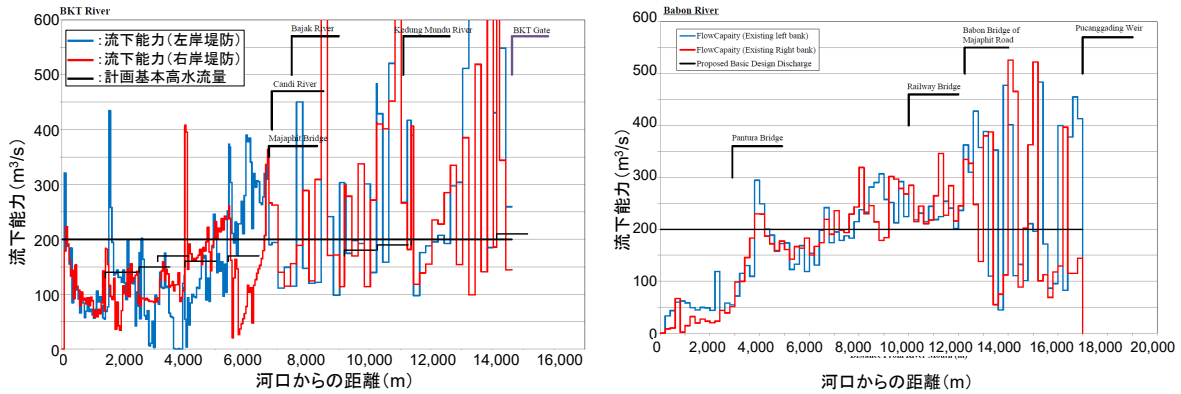 BKT River
:流下能力(左岸堤防)
:流下能力(右岸堤防)
:計画基本高水流量
Bajak River
Kedung Mundu River
BKT Gate
Candi River
Majaphit Bridge
流下能力(m³/s)
600
500
400
300
200
100
0
0 2,000 4,000 6,000 8,000 10,000 12,000 14,000 16,000
河口からの距離(m)
Babon River
FlowCapaity (Existing left bank)
FlowCapacity (Existing Right bank)
Proposed Basic Design Discharge
Babon Bridge of
Majaphit Road
Pucanggading Weir
Railway Bridge
Pantura Bridge
流下能力(m³/s)
600
500
400
300
200
100
0
0 2,000 4,000 6,000 8,000 10,000 12,000 14,000 16,000 18,000 20,000
河口からの距離(m)